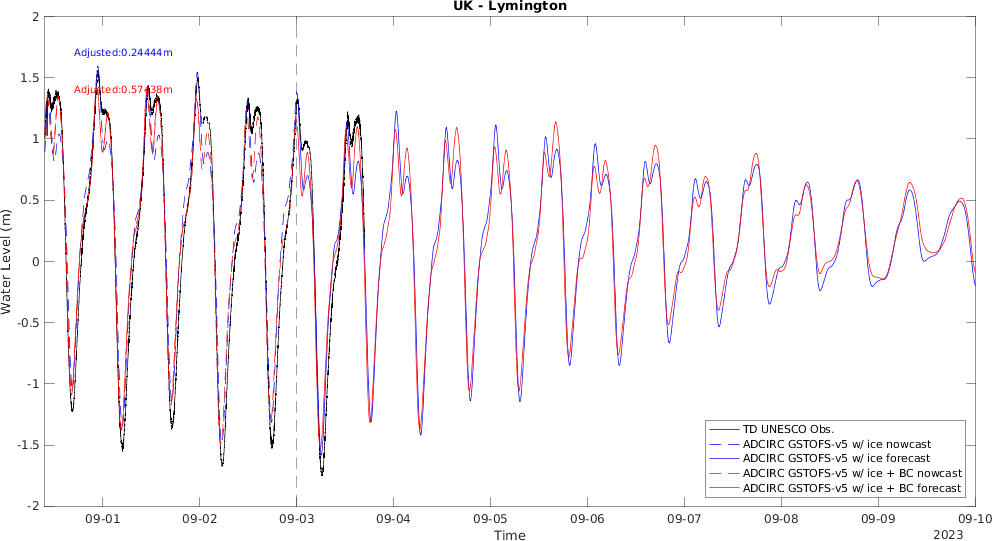 UK - Lymington
2
1.5
1
0.5
0
-0.5
-1
-1.5
-2
Water Level (m)
Adjusted:0.24444m
Adjusted:0.57438m
TD UNESCO Obs.
ADCIRC GSTOFS-v5 w/ ice nowcast
ADCIRC GSTOFS-v5 w/ ice forecast
ADCIRC GSTOFS-v5 w/ ice + BC nowcast
ADCIRC GSTOFS-v5 w/ ice + BC forecast
09-01 09-02 09-03 09-04 09-05 09-06 09-07 09-08 09-09 09-10
Time
2023